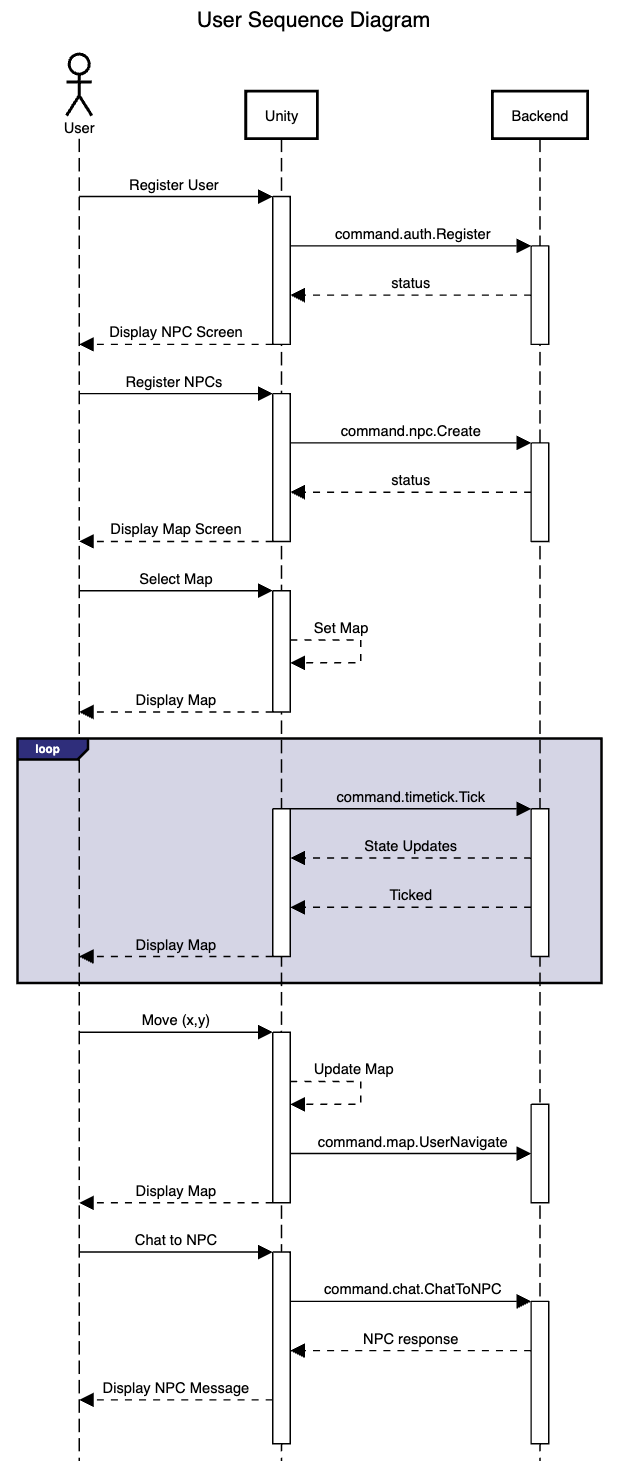 User Sequence Diagram
User
Unity
Backend
Register User
command.auth.Register
status
Display NPC Screen
Register NPCs
command.npc.Create
status
Display Map Screen
Select Map
Set Map
Display Map
loop
command.timetick.Tick
State Updates
Ticked
Display Map
Move (x,y)
Update Map
command.map.UserNavigate
Display Map
Chat to NPC
command.chat.ChatToNPC
NPC response
Display NPC Message